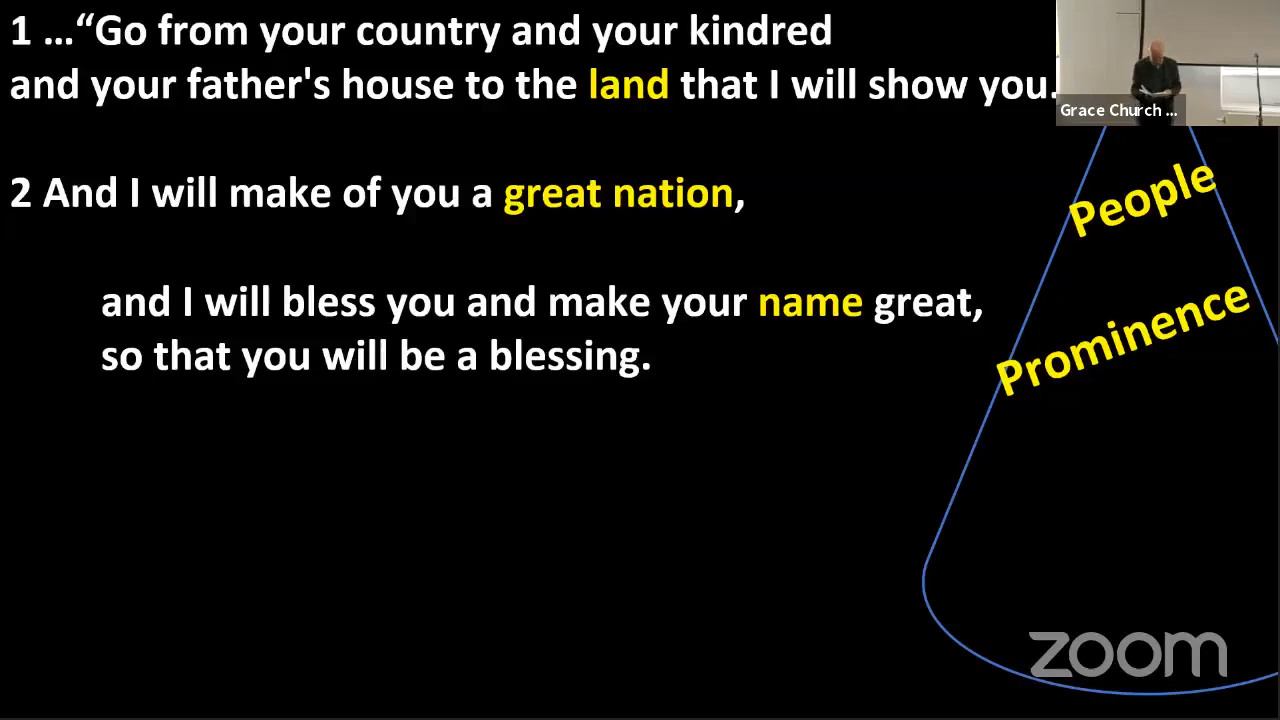 1 …“Go from your country and your kindred
and your father's house to the land that I will show you.
Grace Church ...
2 And I will make of you a great nation,
People
and I will bless you and make your name great,
so that you will be a blessing.
Prominence
zoom